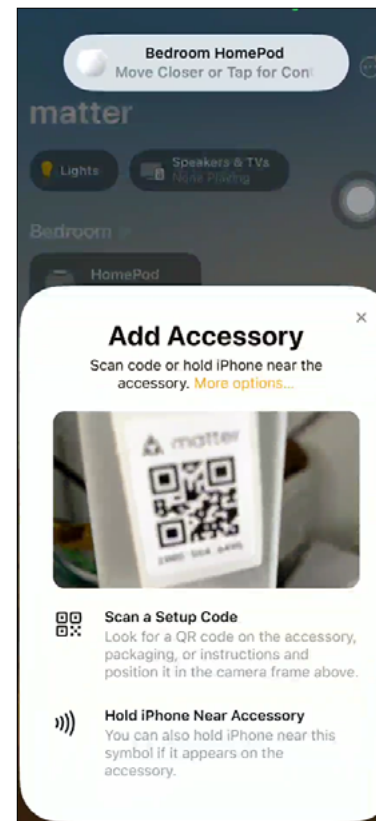 Bedroom HomePod
Move Closer or Tap for Con
matter
Lights
Speakers & TVs
None Playing
Bedroom
HomePod
Add Accessory
Scan code or hold iPhone near the
accessory. More options...
matter
Scan a Setup Code
Look for a QR code on the accessory,
packaging, or instructions and
position it in the camera frame above.
Hold iPhone Near Accessory
You can also hold iPhone near this
symbol if it appears on the
accessory.